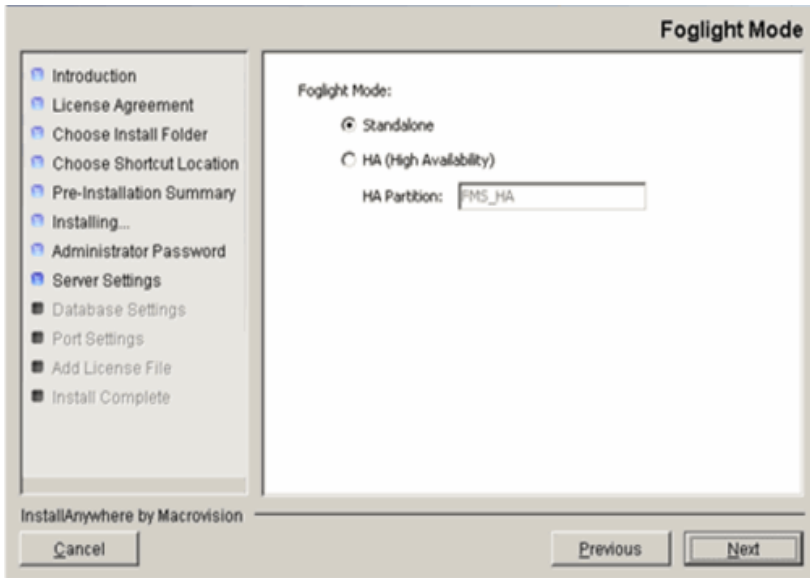 Foglight Mode
Introduction
License Agreement
Choose Install Folder
Choose Shortcut Location
Pre-Installation Summary
Installing...
Administrator Password
Server Settings
Database Settings
Port Settings
Add License File
Install Complete
Foglight Mode:
Standalone
HA (High Availability)
HA Partition: FMS_HA
InstallAnywhere by Macrovision
Cancel
Previous
Next